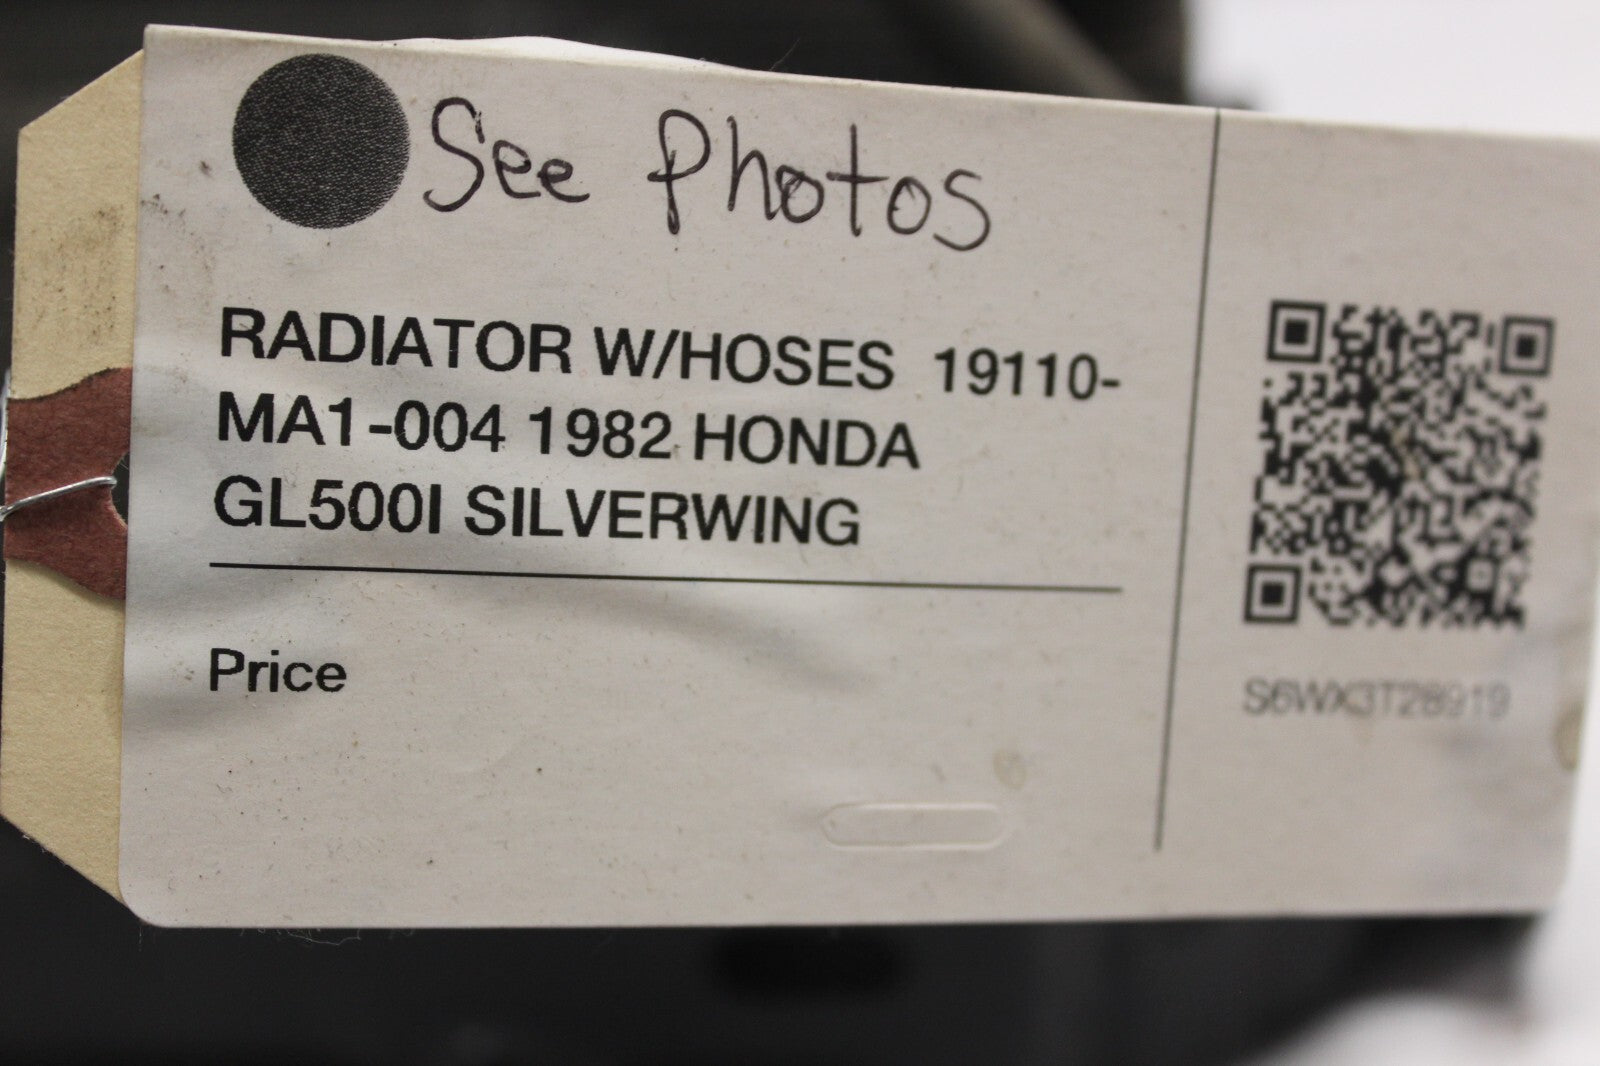 See Photos
RADIATOR W/HOSES 19110-
MA1-004 1982 HONDA
GL500I SILVERWING
Price
S6WX3T28919